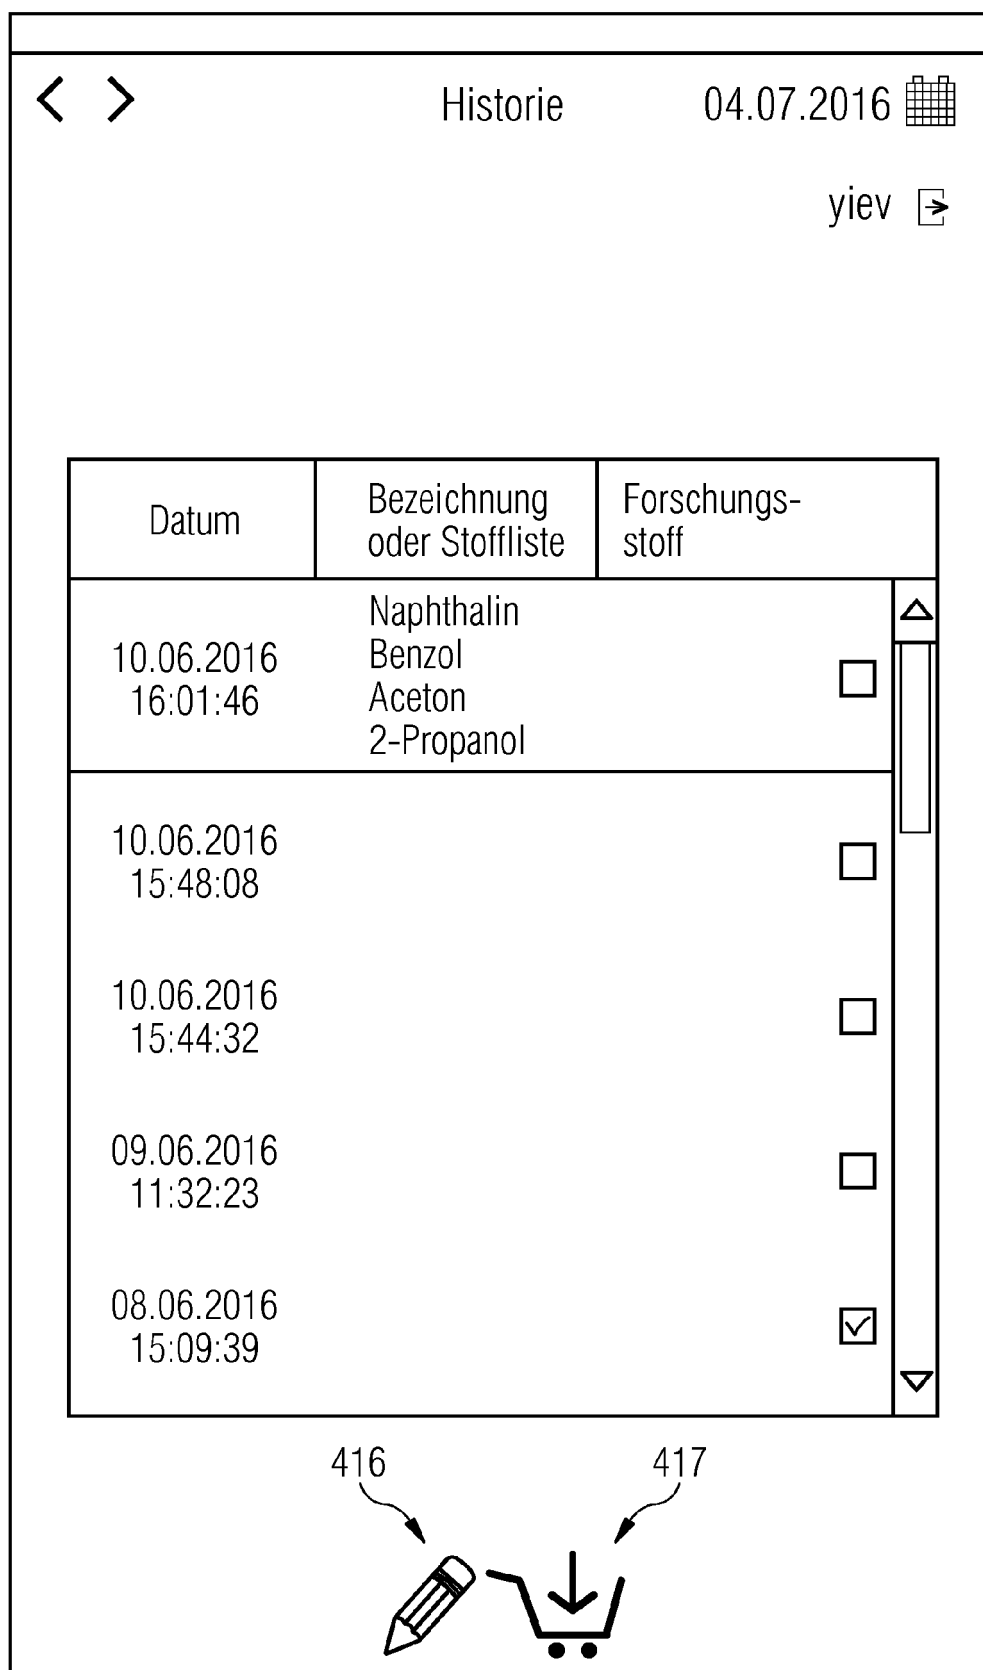 Historie
04.07.2016
yiev
Datum
Bezeichnung
oder Stoffliste
Forschungs-
stoff
10.06.2016
16:01:46
Naphthalin
Benzol
Aceton
2-Propanol
10.06.2016
15:48:08
10.06.2016
15:44:32
09.06.2016
11:32:23
08.06.2016
15:09:39
416
417